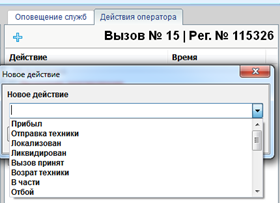 Оповещение служб Действия оператора
Вызов № 15 | Рег. № 115326
Действие Время
Новое действие
Новое действие
Прибыл
Отправка техники
Локализован
Ликвидирован
Вызов принят
Возрат техники
В части
Отбой